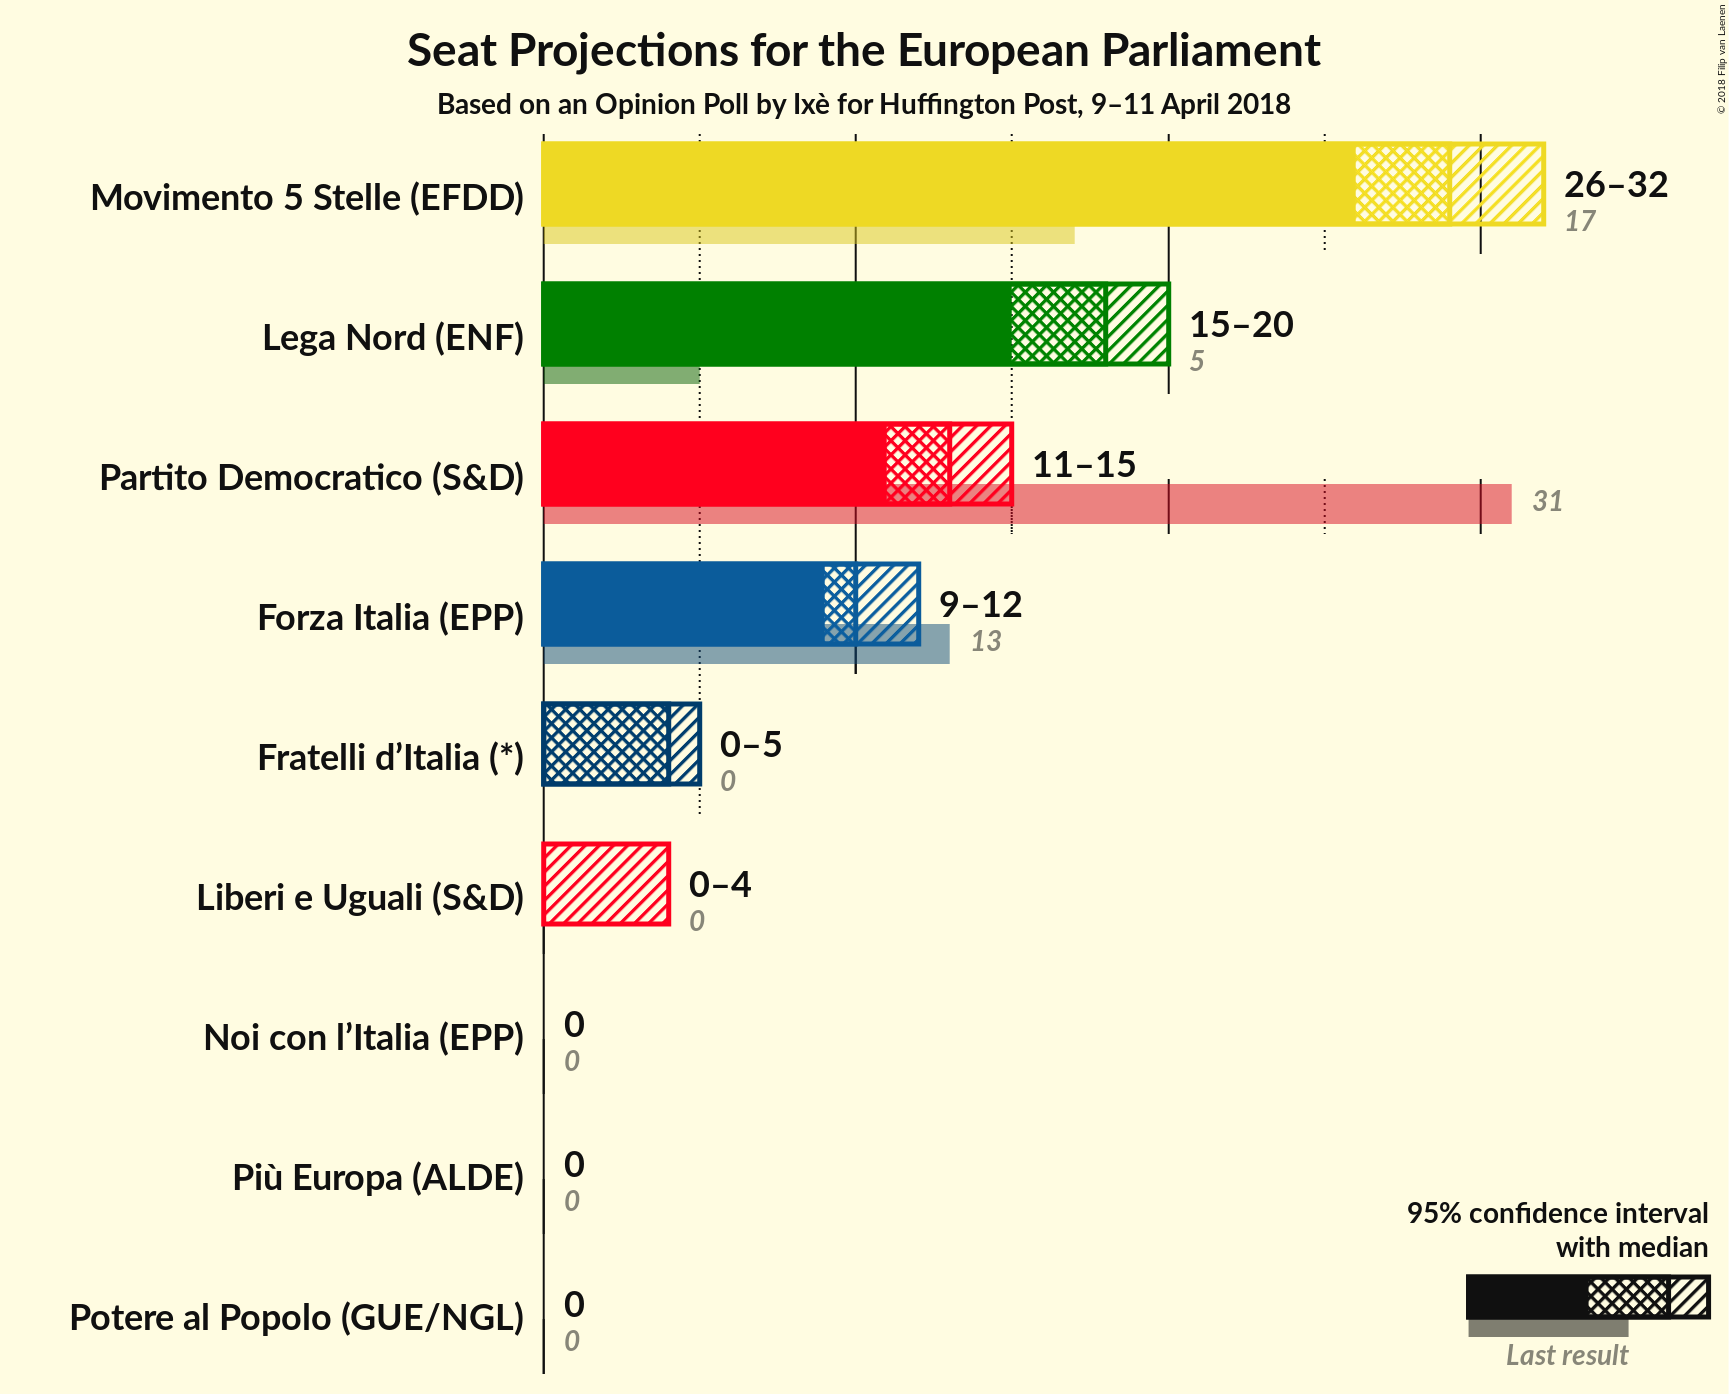 Seat Projections for the European Parliament
Based on an Opinion Poll by Ixè for Huffington Post, 9–11 April 2018
© 2018 Filip van Laenen
Movimento 5 Stelle (EFDD)
26–32
17
Lega Nord (ENF)
15–20
5
Partito Democratico (S&D)
11–15
31
Forza Italia (EPP)
9–12
13
Fratelli d’Italia (*)
0–5
0
Liberi e Uguali (S&D)
0–4
0
Noi con l’Italia (EPP)
0
0
Più Europa (ALDE)
0
0
Potere al Popolo (GUE/NGL)
0
0
95% confidence interval
with median
Last result